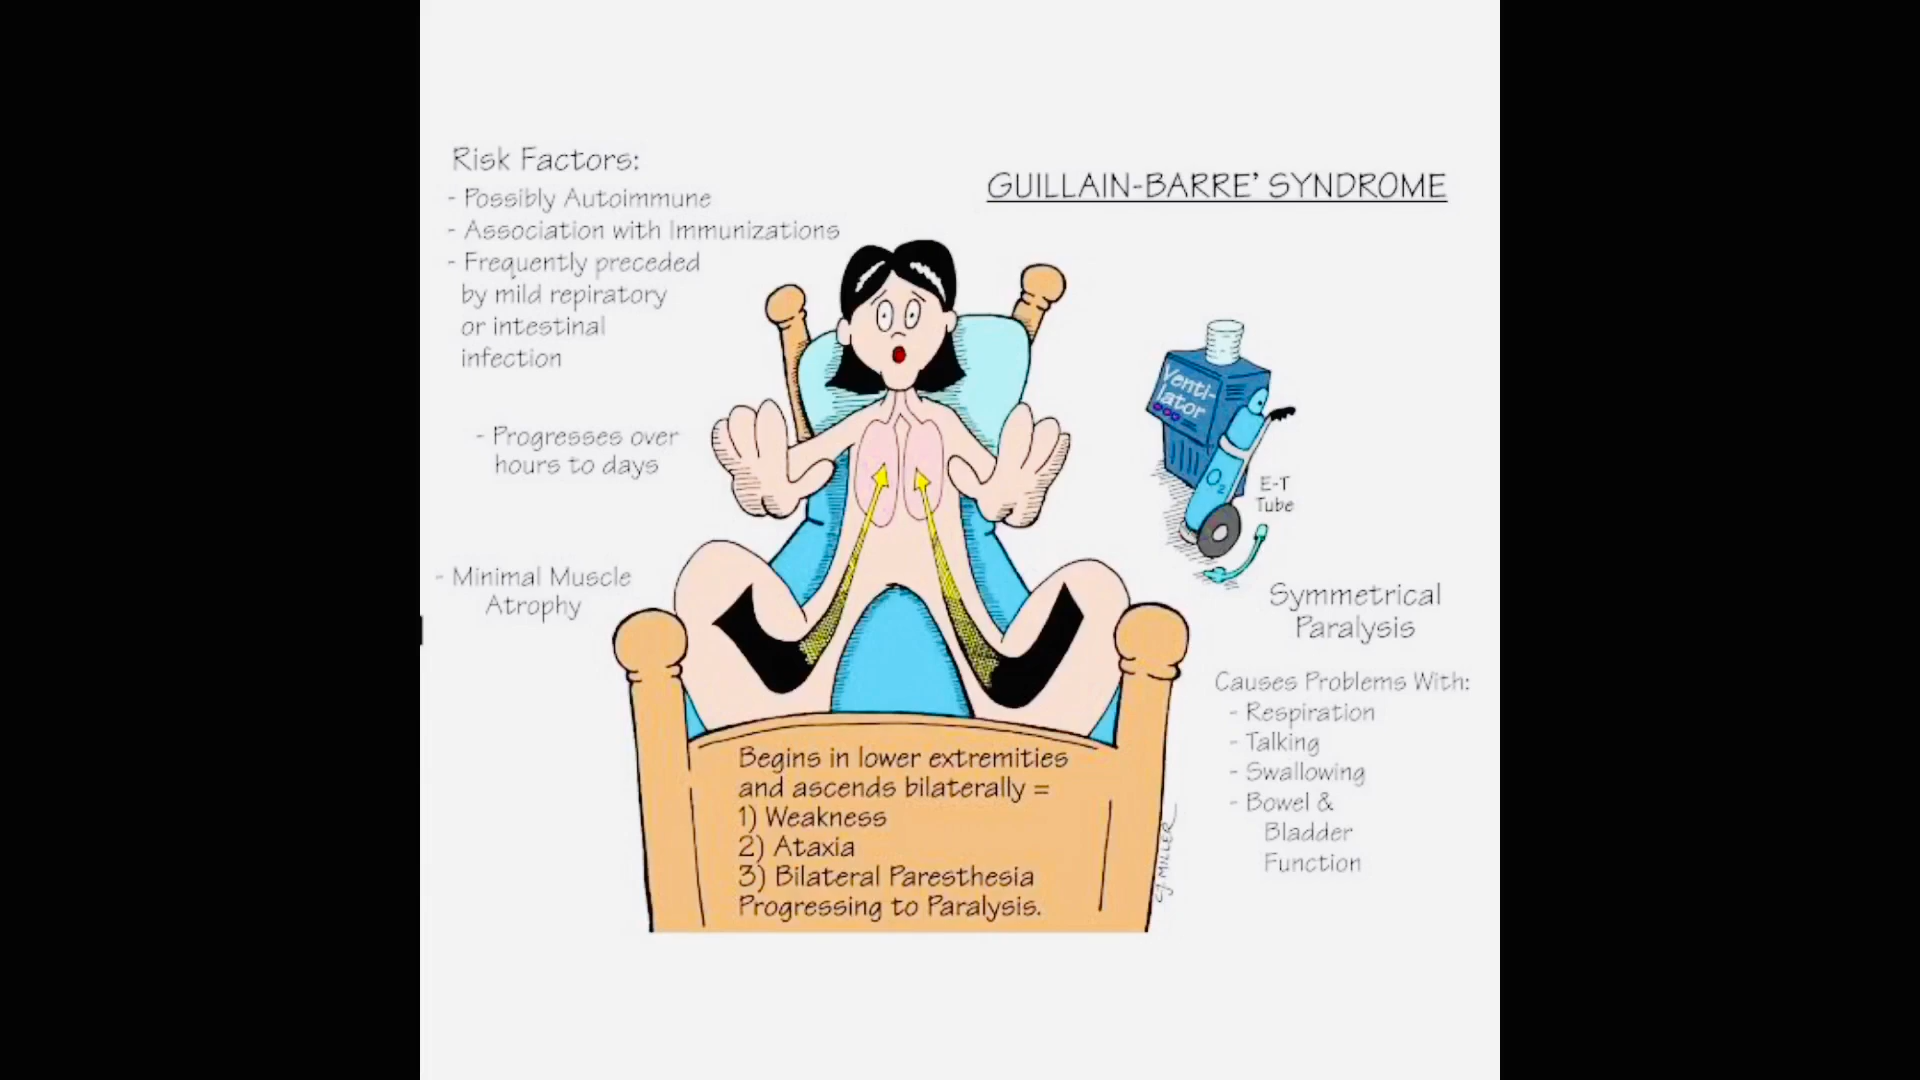 Risk Factors:
- Possibly Autoimmune
- Association with Immunizations
- Frequently preceded
by mild repiratory
or intestinal
infection
- Progresses over
hours to days
- Minimal Muscle
Atrophy
GUILLAIN-BARRE' SYNDROME
Venti-
lator
O2
E-T
Tube
Symmetrical
Paralysis
Causes Problems With:
- Respiration
- Talking
- Swallowing
- Bowel &
Bladder
Function
Begins in lower extremities
and ascends bilaterally =
1) Weakness
2) Ataxia
3) Bilateral Paresthesia
Progressing to Paralysis.
CJ MILLER